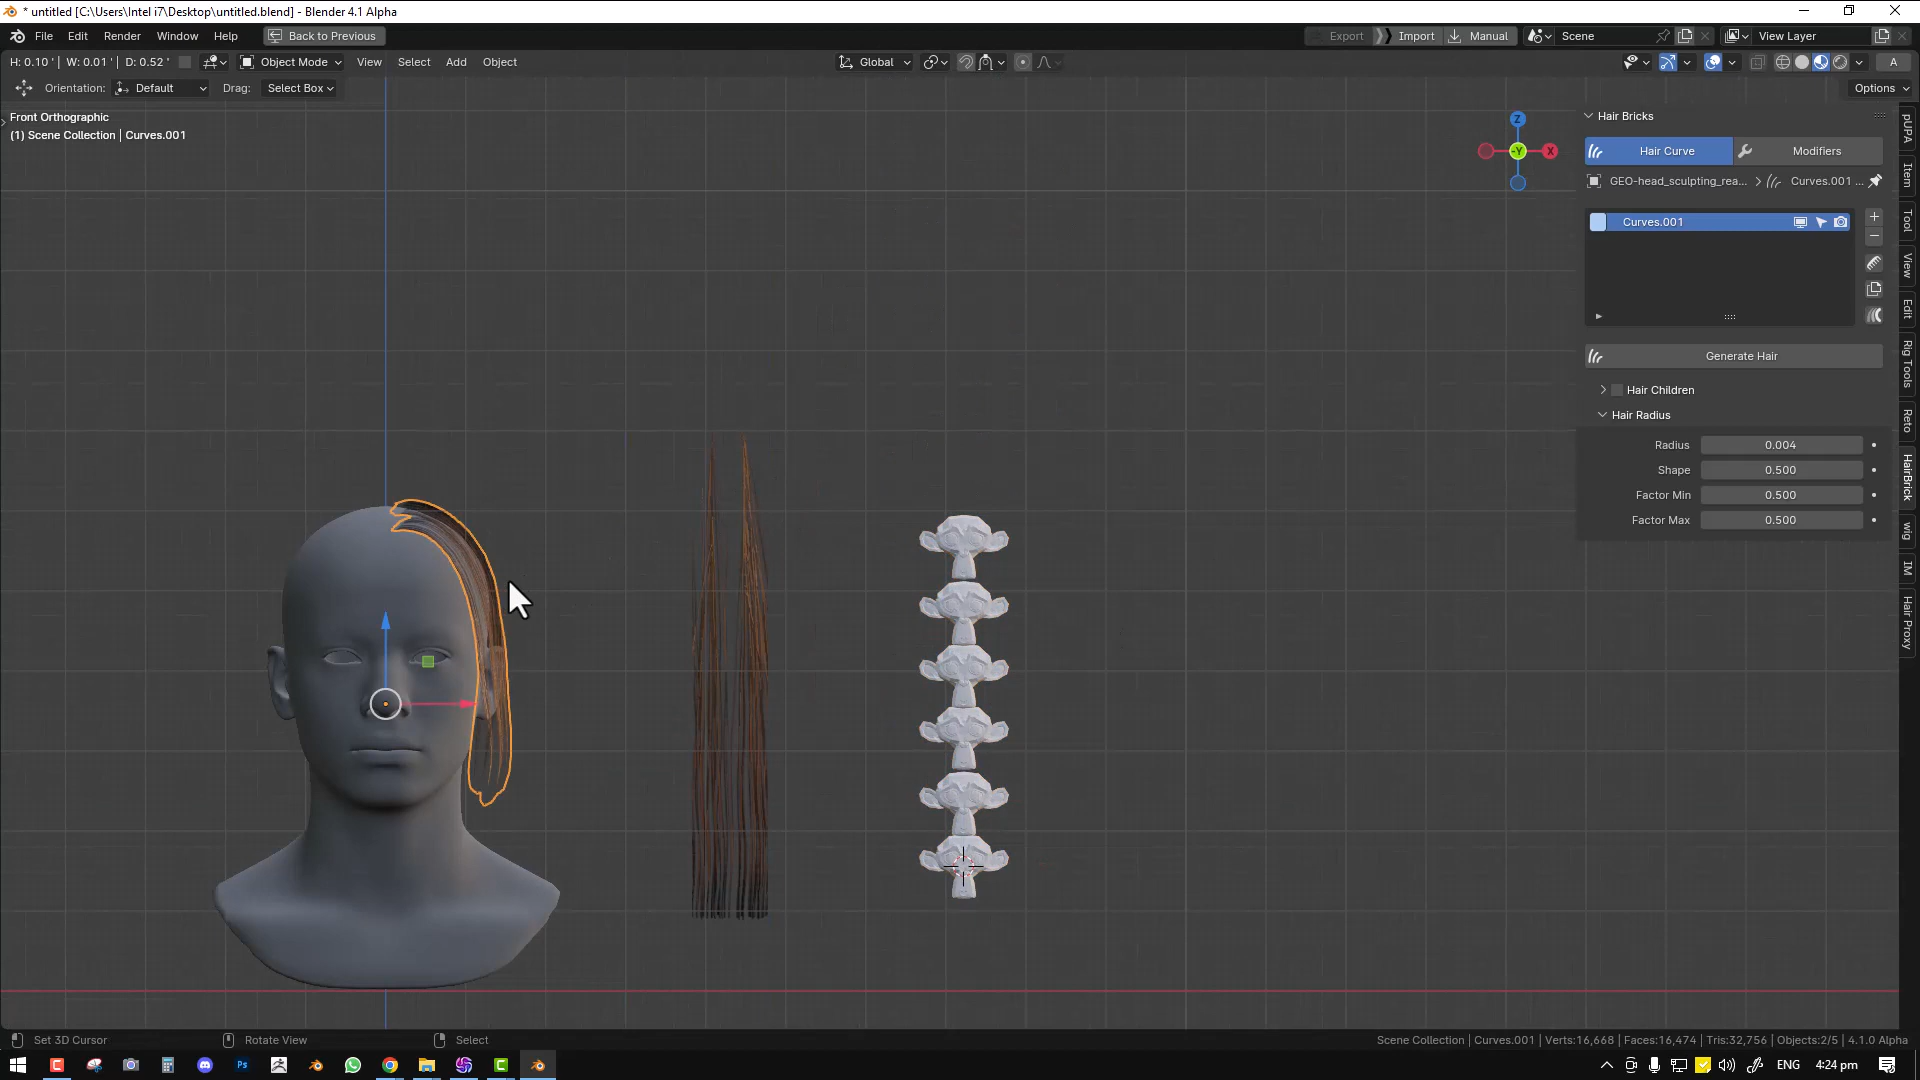 * untitled [C:\Users\Intel i7\Desktop\untitled.blend] - Blender 4.1 Alpha
File Edit Render Window Help Back to Previous Export Import Manual Scene View Layer
H: 0.10 ' | W: 0.01 ' | D: 0.52 ' Object Mode View Select Add Object Global A
Orientation: Default Drag: Select Box Options
Front Orthographic
(1) Scene Collection | Curves.001
Z
-Y
X
Hair Bricks
Hair Curve Modifiers
GEO-head_sculpting_rea... Curves.001 ...
Curves.001
Generate Hair
Hair Children
Hair Radius
Radius 0.004
Shape 0.500
Factor Min 0.500
Factor Max 0.500
pUPA
Item
Tool
View
Edit
Rig Tools
Reto
HairBrick
wig
IM
Hair Proxy
Set 3D Cursor Rotate View Select Scene Collection | Curves.001 | Verts:16,668 | Faces:16,474 | Tris:32,756 | Objects:2/5 | 4.1.0 Alpha
ENG 4:24 pm